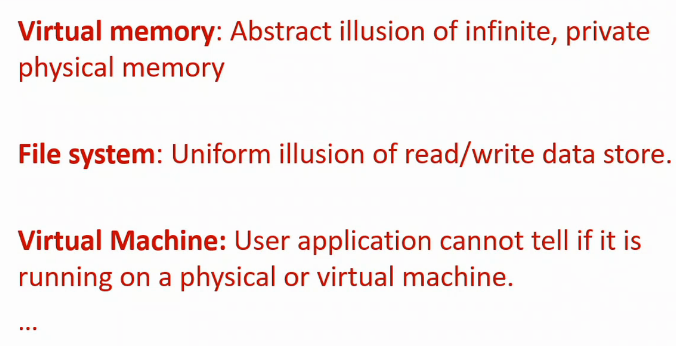 Virtual memory: Abstract illusion of infinite, private
physical memory
File system: Uniform illusion of read/write data store.
Virtual Machine: User application cannot tell if it is
running on a physical or virtual machine.
...